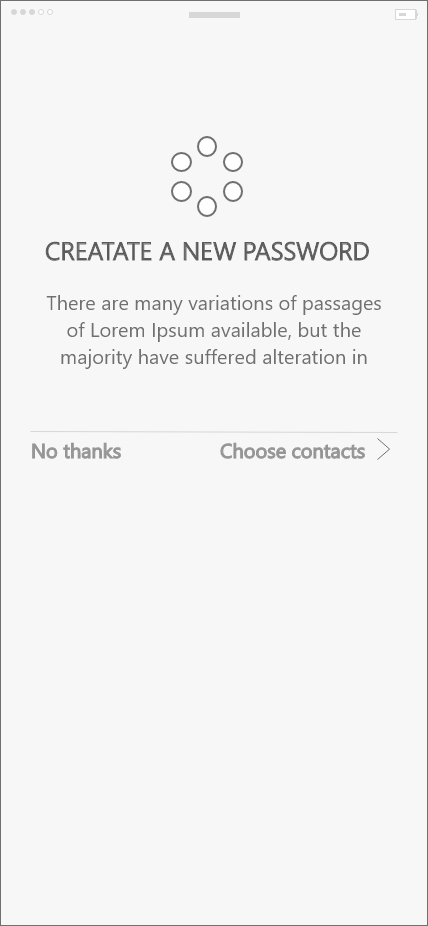 CREATATE A NEW PASSWORD
There are many variations of passages
of Lorem Ipsum available, but the
majority have suffered alteration in
No thanks Choose contacts